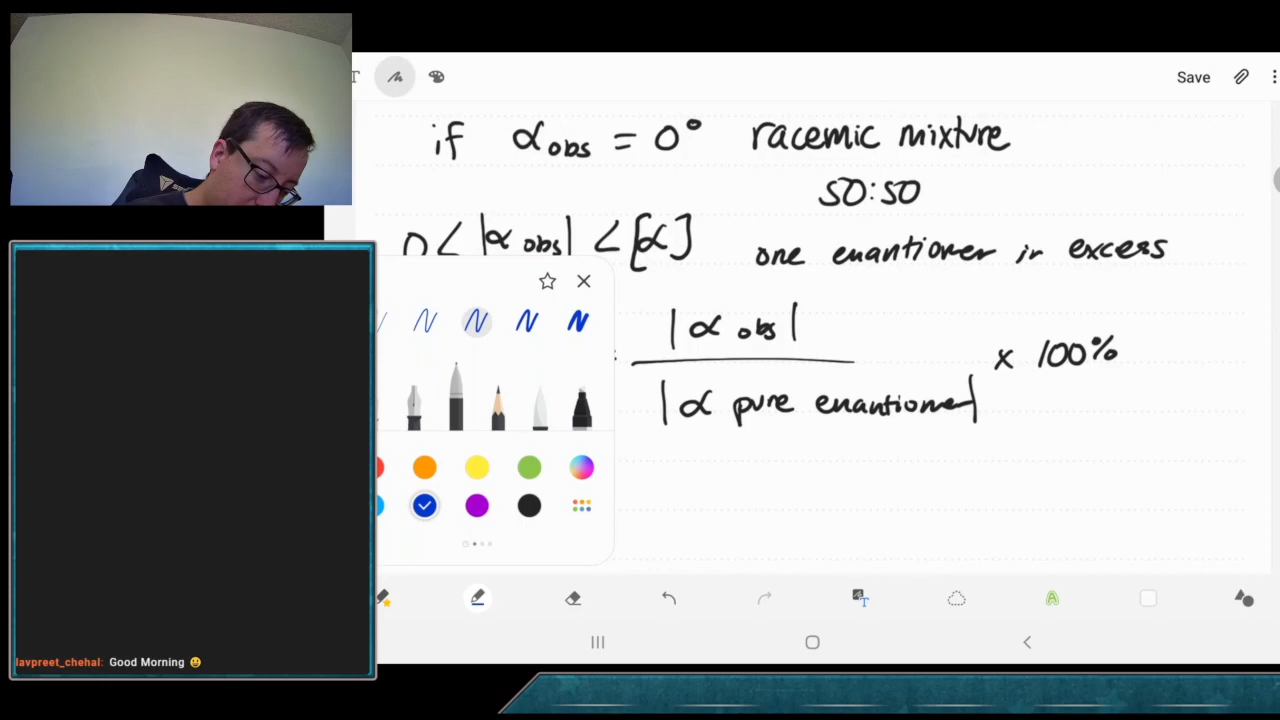 T
Save
if α obs = 0° racemic mixture
50:50
0 < |α obs| < [α] one enantiomer in excess
|α obs|
x 100%
|α pure enantiomer|
A
T
lavpreet_chehal: Good Morning 😃